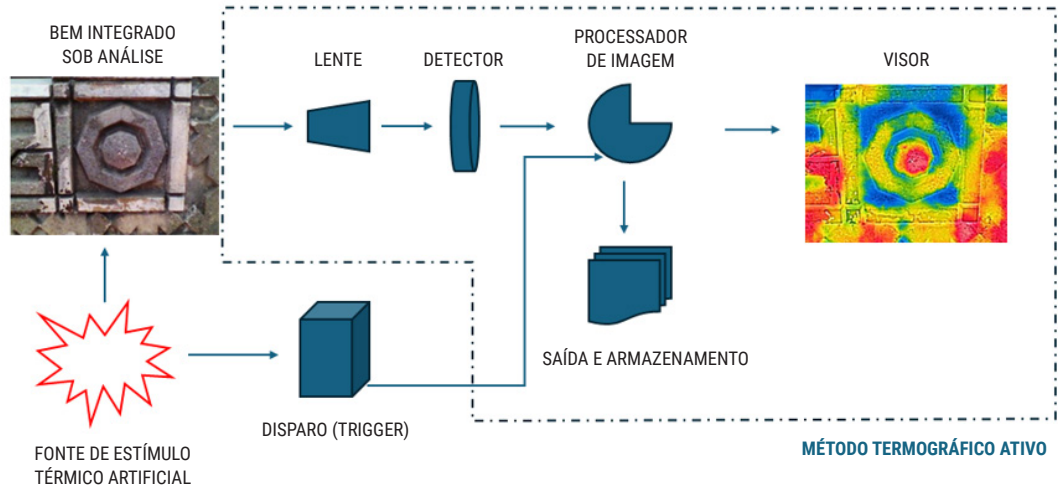 BEM INTEGRADO
SOB ANÁLISE
LENTE
DETECTOR
PROCESSADOR
DE IMAGEM
VISOR
SAÍDA E ARMAZENAMENTO
DISPARO (TRIGGER)
FONTE DE ESTÍMULO
TÉRMICO ARTIFICIAL
MÉTODO TERMOGRÁFICO ATIVO